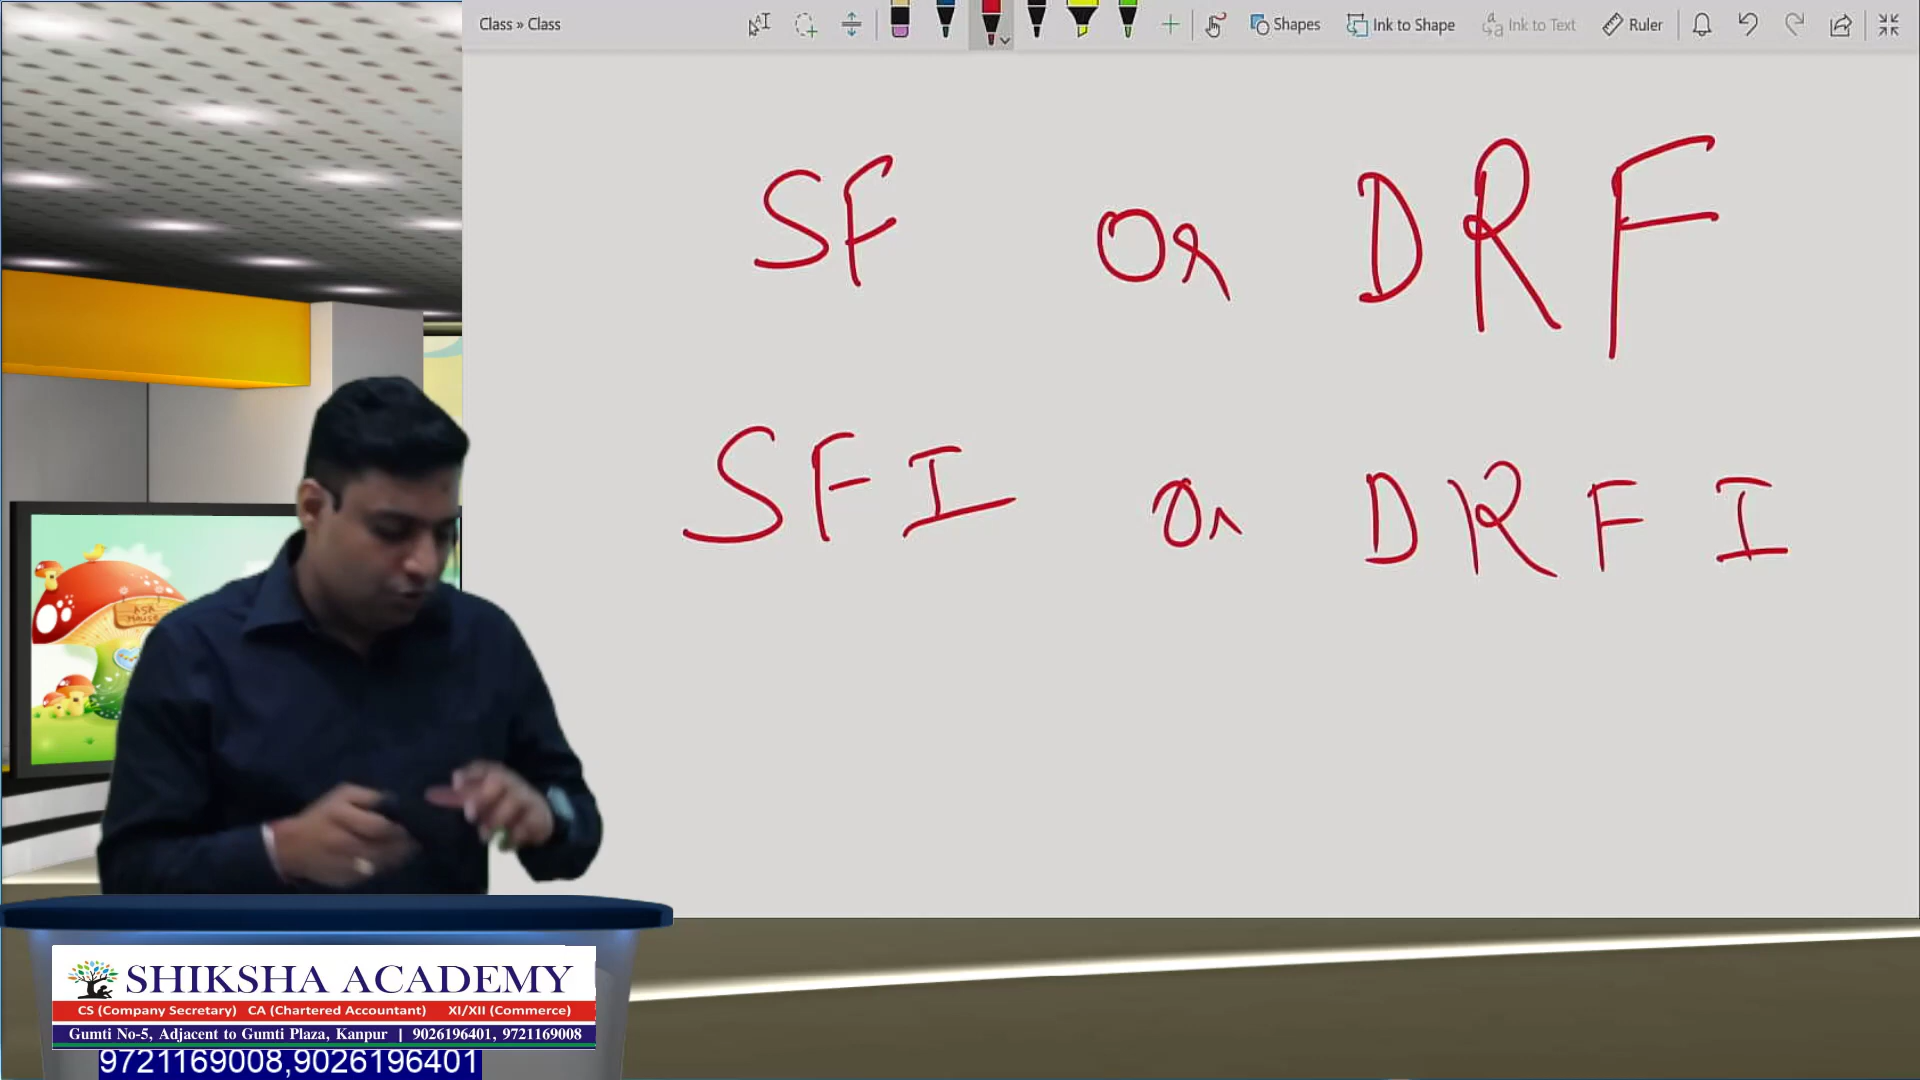 Class » Class
Shapes
Ink to Shape
Ink to Text
Ruler
SF Or DRF
SFI Or DRFI
ASA
House
SHIKSHA ACADEMY
CS (Company Secretary) CA (Chartered Accountant) XI/XII (Commerce)
Gumti No-5, Adjacent to Gumti Plaza, Kanpur | 9026196401, 9721169008
9721169008,9026196401